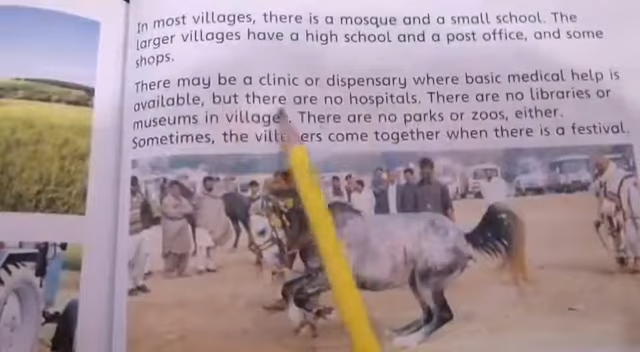 In most villages, there is a mosque and a small school. The
larger villages have a high school and a post office, and some
shops.
There may be a clinic or dispensary where basic medical help is
available, but there are no hospitals. There are no libraries or
museums in village . There are no parks or zoos, either.
Sometimes, the villagers come together when there is a festival.